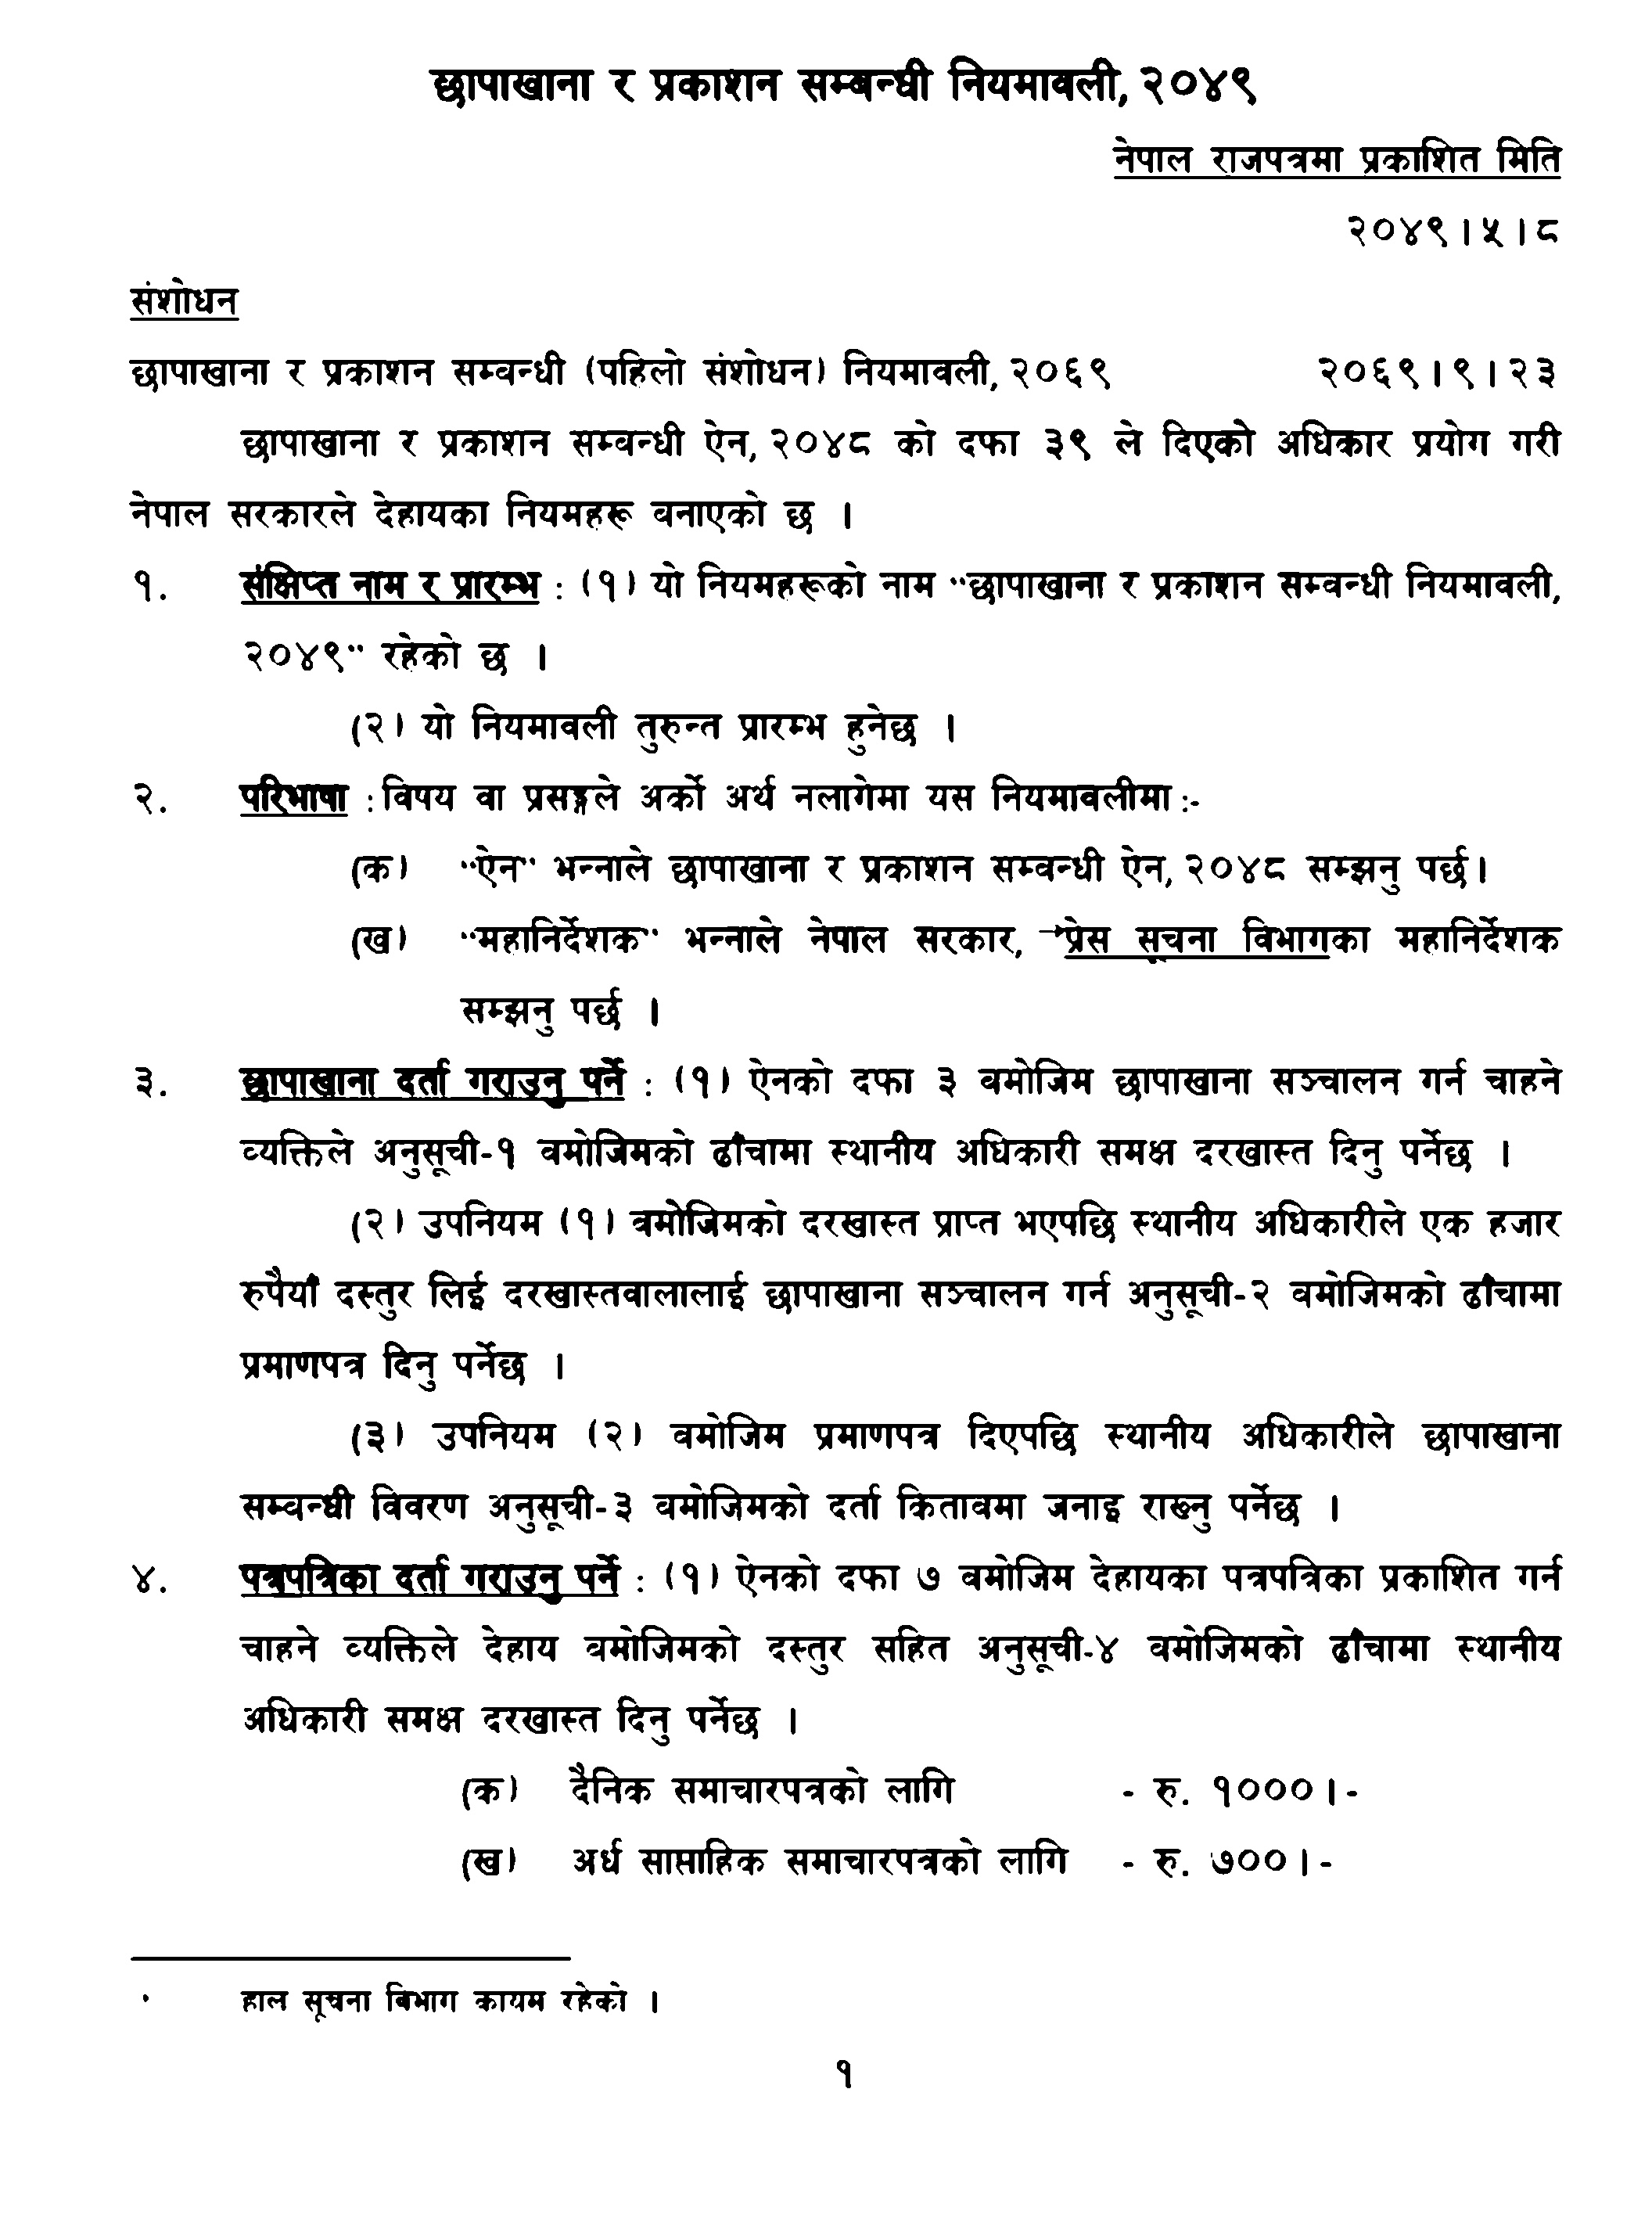 छापाखाना र प्रकाशन सम्बन्धी नियमावली, २०४९
नेपाल राजपत्रमा प्रकाशित मिति
२०४९।५।८
संशोधन
छापाखाना र प्रकाशन सम्वन्धी (पहिलो संशोधन) नियमावली, २०६९ २०६९।९।२३
छापाखाना र प्रकाशन सम्वन्धी ऐन, २०४८ को दफा ३९ ले दिएको अधिकार प्रयोग गरी
नेपाल सरकारले देहायका नियमहरू वनाएको छ ।
१. संक्षिप्त नाम र प्रारम्भ : (१) यो नियमहरूको नाम "छापाखाना र प्रकाशन सम्वन्धी नियमावली,
२०४९" रहेको छ ।
(२) यो नियमावली तुरुन्त प्रारम्भ हुनेछ ।
२. परिभाषा : विषय वा प्रसङ्गले अर्को अर्थ नलागेमा यस नियमावलीमा :-
(क) "ऐन" भन्नाले छापाखाना र प्रकाशन सम्वन्धी ऐन, २०४८ सम्झनु पर्छ।
(ख) "महानिर्देशक" भन्नाले नेपाल सरकार, →प्रेस सूचना विभागका महानिर्देशक
सम्झनु पर्छ ।
३. छापाखाना दर्ता गराउनु पर्ने : (१) ऐनको दफा ३ वमोजिम छापाखाना सञ्चालन गर्न चाहने
व्यक्तिले अनुसूची-१ वमोजिमको ढाँचामा स्थानीय अधिकारी समक्ष दरखास्त दिनु पर्नेछ ।
(२) उपनियम (१) वमोजिमको दरखास्त प्राप्त भएपछि स्थानीय अधिकारीले एक हजार
रुपैयाँ दस्तुर लिई दरखास्तवालालाई छापाखाना सञ्चालन गर्न अनुसूची-२ वमोजिमको ढाँचामा
प्रमाणपत्र दिनु पर्नेछ ।
(३) उपनियम (२) वमोजिम प्रमाणपत्र दिएपछि स्थानीय अधिकारीले छापाखाना
सम्वन्धी विवरण अनुसूची-३ वमोजिमको दर्ता कितावमा जनाइ राख्नु पर्नेछ ।
४. पत्रपत्रिका दर्ता गराउनु पर्ने : (१) ऐनको दफा ७ वमोजिम देहायका पत्रपत्रिका प्रकाशित गर्न
चाहने व्यक्तिले देहाय वमोजिमको दस्तुर सहित अनुसूची-४ वमोजिमको ढाँचामा स्थानीय
अधिकारी समक्ष दरखास्त दिनु पर्नेछ ।
(क) दैनिक समाचारपत्रको लागि - रु. १०००।-
(ख) अर्ध साप्ताहिक समाचारपत्रको लागि - रु. ७००।-
• हाल सूचना विभाग कायम रहेको ।
१